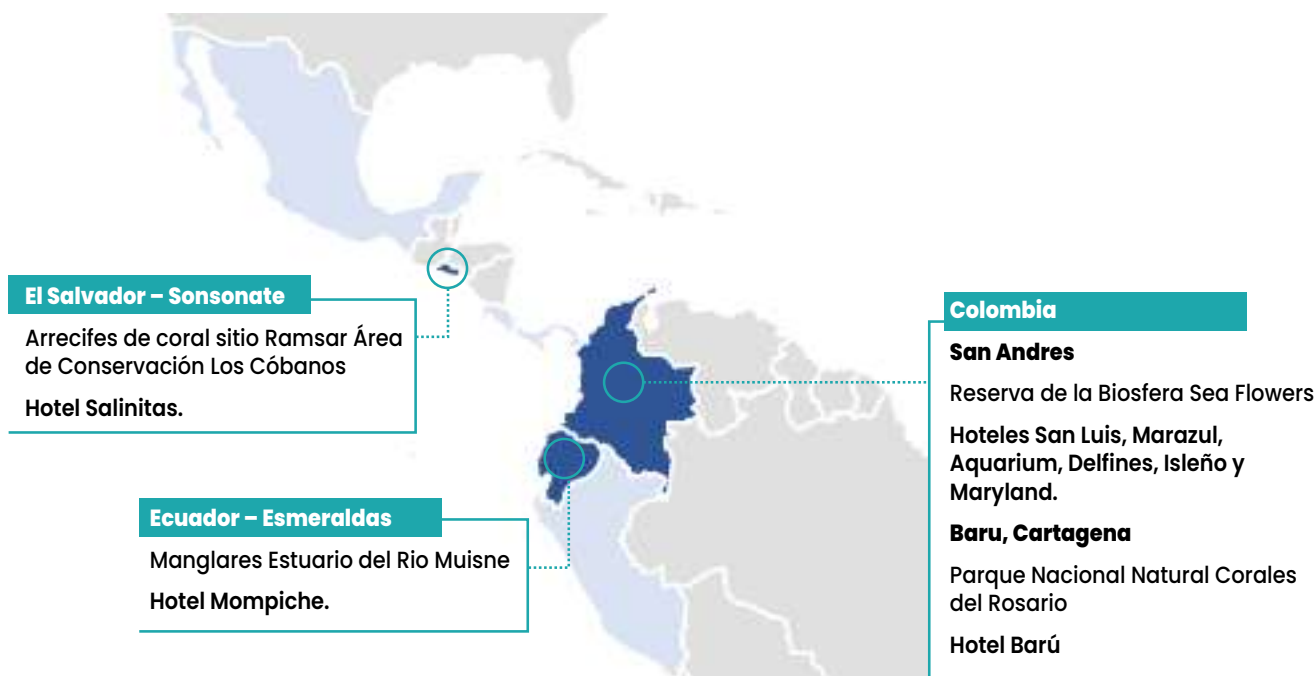 El Salvador – Sonsonate
Arrecifes de coral sitio Ramsar Área
de Conservación Los Cóbanos
Hotel Salinitas.
Ecuador – Esmeraldas
Manglares Estuario del Rio Muisne
Hotel Mompiche.
Colombia
San Andres
Reserva de la Biosfera Sea Flowers
Hoteles San Luis, Marazul,
Aquarium, Delfines, Isleño y
Maryland.
Baru, Cartagena
Parque Nacional Natural Corales
del Rosario
Hotel Barú